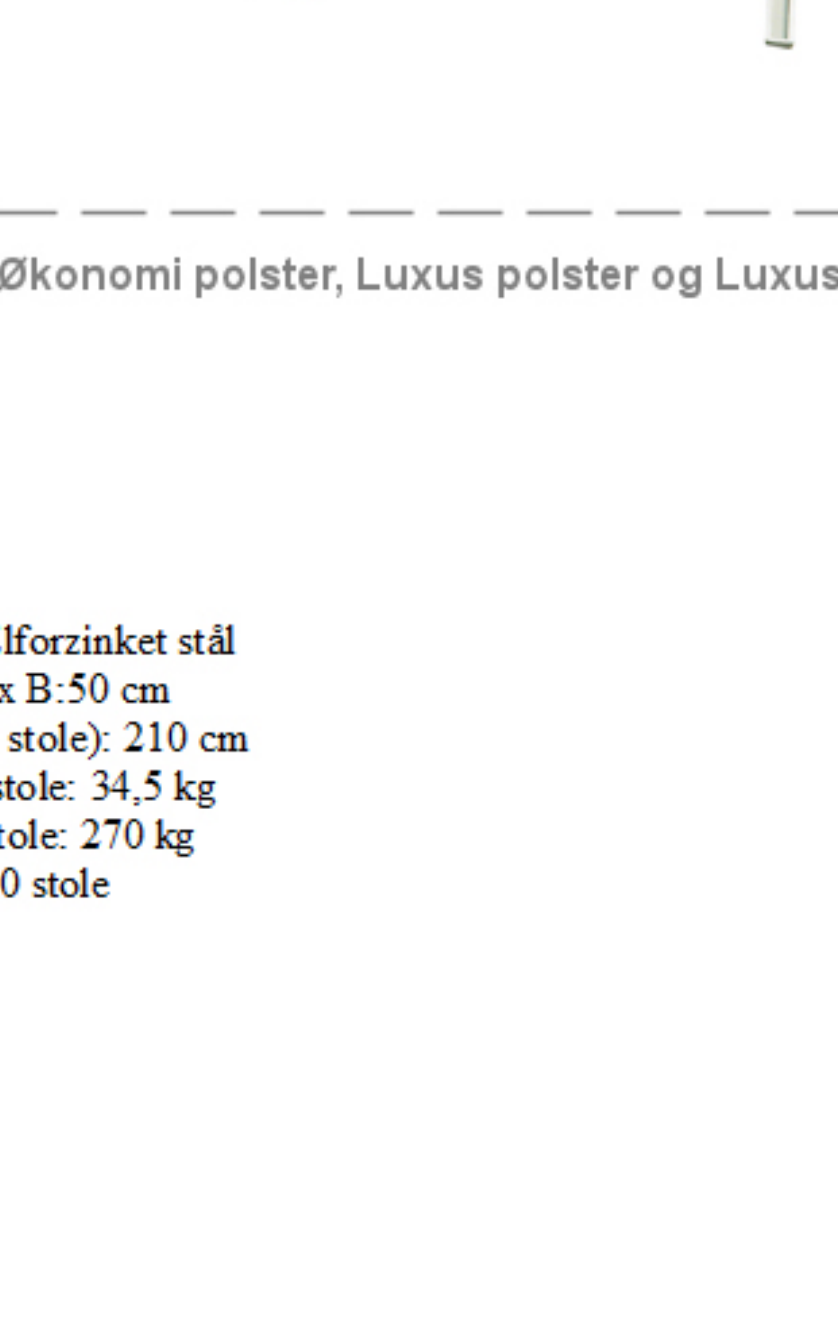 Økonomi polster, Luxus polster og Luxus
lforzinket stål
x B:50 cm
stole): 210 cm
stole: 34,5 kg
tole: 270 kg
0 stole